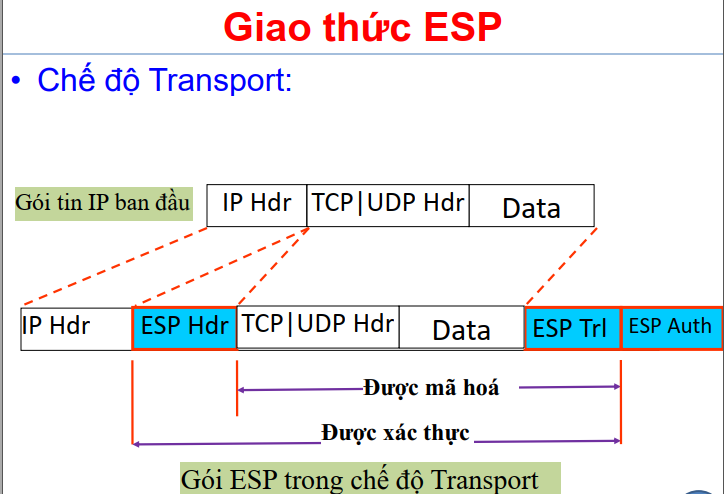 Giao thức ESP
• Chế độ Transport:
Gói tin IP ban đầu IP Hdr TCP|UDP Hdr Data
IP Hdr ESP Hdr TCP|UDP Hdr Data ESP Trl ESP Auth
Được mã hoá
Được xác thực
Gói ESP trong chế độ Transport